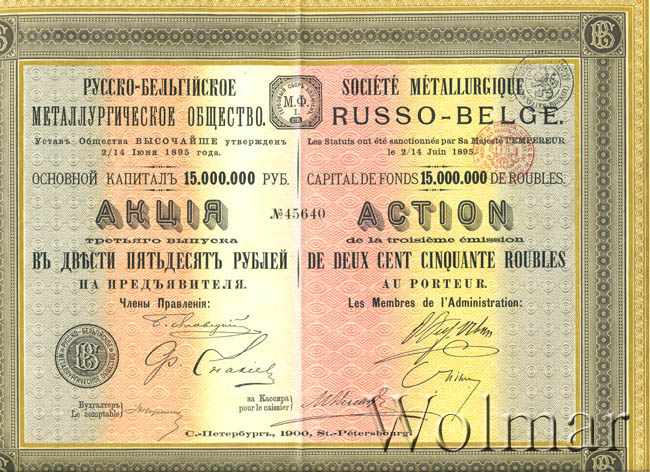 РУССКО-БЕЛЬГІЙСКОЕ
МЕТАЛЛУРГИЧЕСКОЕ ОБЩЕСТВО.
Уставъ Общества ВЫСОЧАЙШЕ утвержденъ
2/14 Іюня 1895 года.
ОСНОВНОЙ КАПИТАЛЪ 15.000.000 РУБ.
АКЦІЯ
третьяго выпуска
ВЪ ДВѢСТИ ПЯТЬДЕСЯТЪ РУБЛЕЙ
НА ПРЕДЪЯВИТЕЛЯ.
Члены Правленія:
М.Ф.
I.
№45640
SOCIÉTÉ MÉTALLURGIQUE
RUSSO-BELGE.
Les Statuts ont été sanctionnés par Sa Majesté l'EMPEREUR
le 2/14 Juin 1895.
CAPITAL DE FONDS 15.000.000 DE ROUBLES.
ACTION
de la troisième émission
DE DEUX CENT CINQUANTE ROUBLES
AU PORTEUR.
Les Membres de l'Administration:
Бухгалтеръ
Le comptable
за Кассира
pour le caissier
С.-Петербургъ, 1900, St.-Pétersbourg.
Wolmar